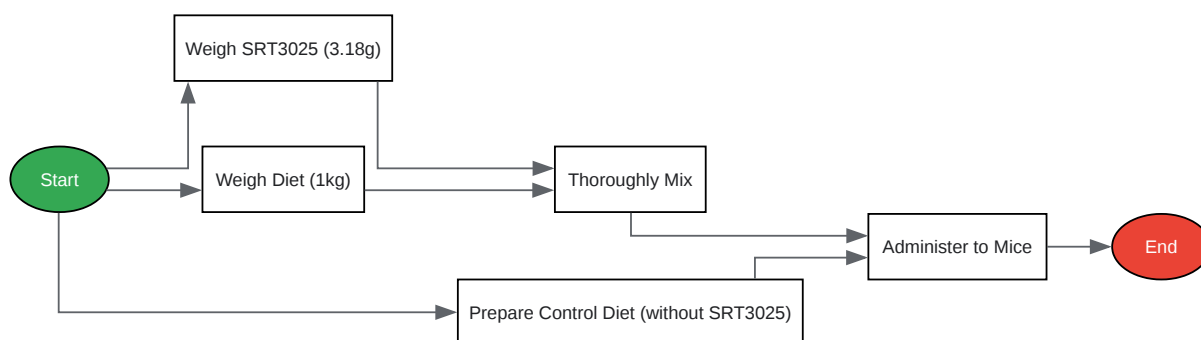 Weigh SRT3025 (3.18g)
Start
Weigh Diet (1kg)
Thoroughly Mix
Administer to Mice
End
Prepare Control Diet (without SRT3025)